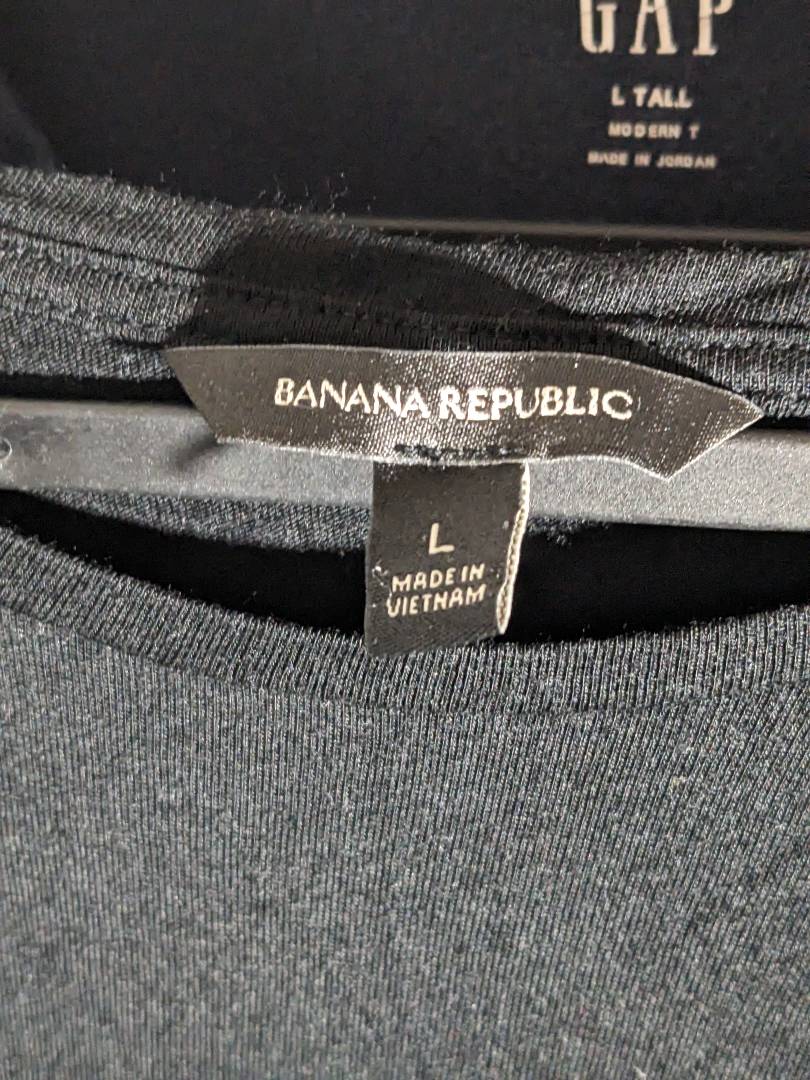 GAP
L TALL
MODERN T
MADE IN JORDAN
BANANA REPUBLIC
L
MADE IN
VIETNAM